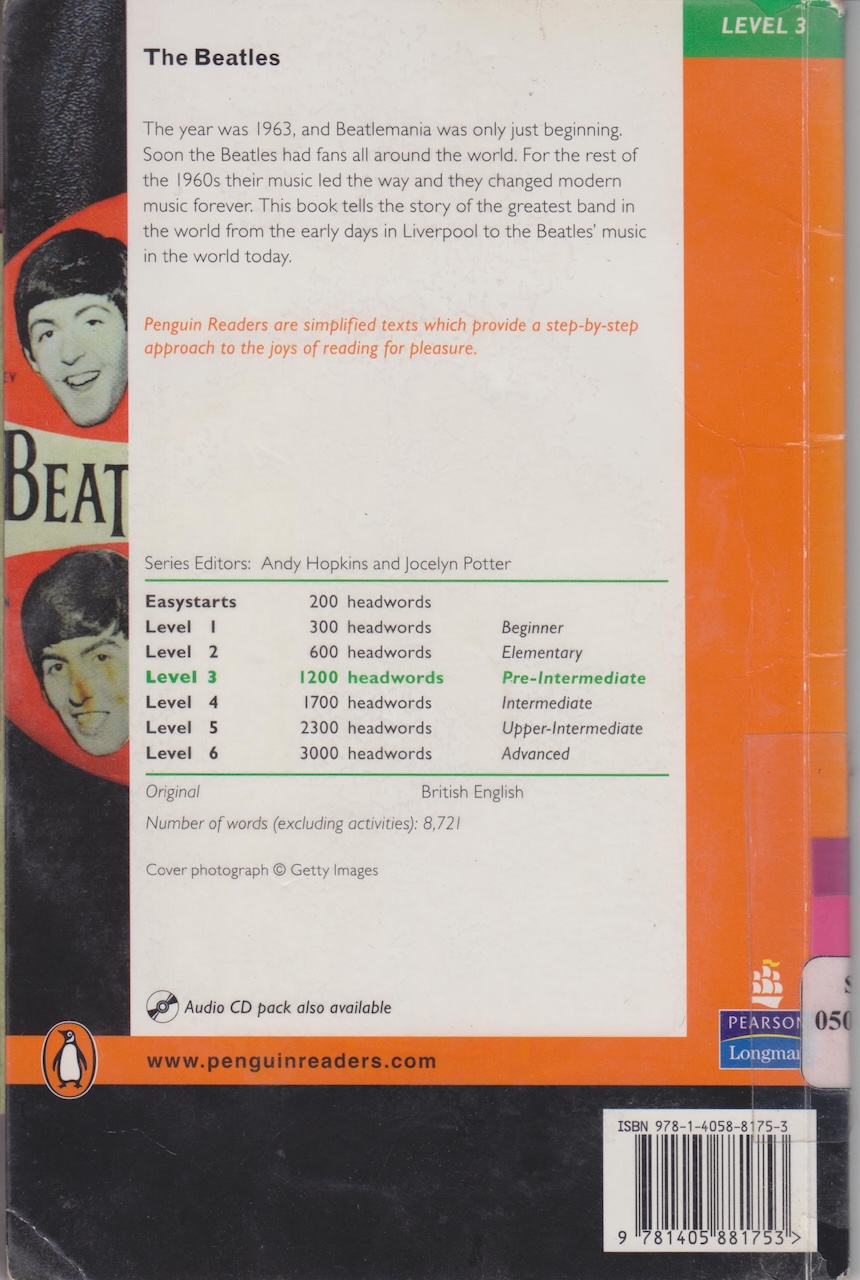 LEVEL 3
The Beatles
The year was 1963, and Beatlemania was only just beginning.
Soon the Beatles had fans all around the world. For the rest of
the 1960s their music led the way and they changed modern
music forever. This book tells the story of the greatest band in
the world from the early days in Liverpool to the Beatles' music
in the world today.
Penguin Readers are simplified texts which provide a step-by-step
approach to the joys of reading for pleasure.
BEAT
Series Editors: Andy Hopkins and Jocelyn Potter
Easystarts 200 headwords
Level 1 300 headwords Beginner
Level 2 600 headwords Elementary
Level 3 1200 headwords Pre-Intermediate
Level 4 1700 headwords Intermediate
Level 5 2300 headwords Upper-Intermediate
Level 6 3000 headwords Advanced
Original British English
Number of words (excluding activities): 8,721
Cover photograph © Getty Images
Audio CD pack also available
PEARSON
Longman
050
www.penguinreaders.com
ISBN 978-1-4058-8175-3
9 781405 881753 >